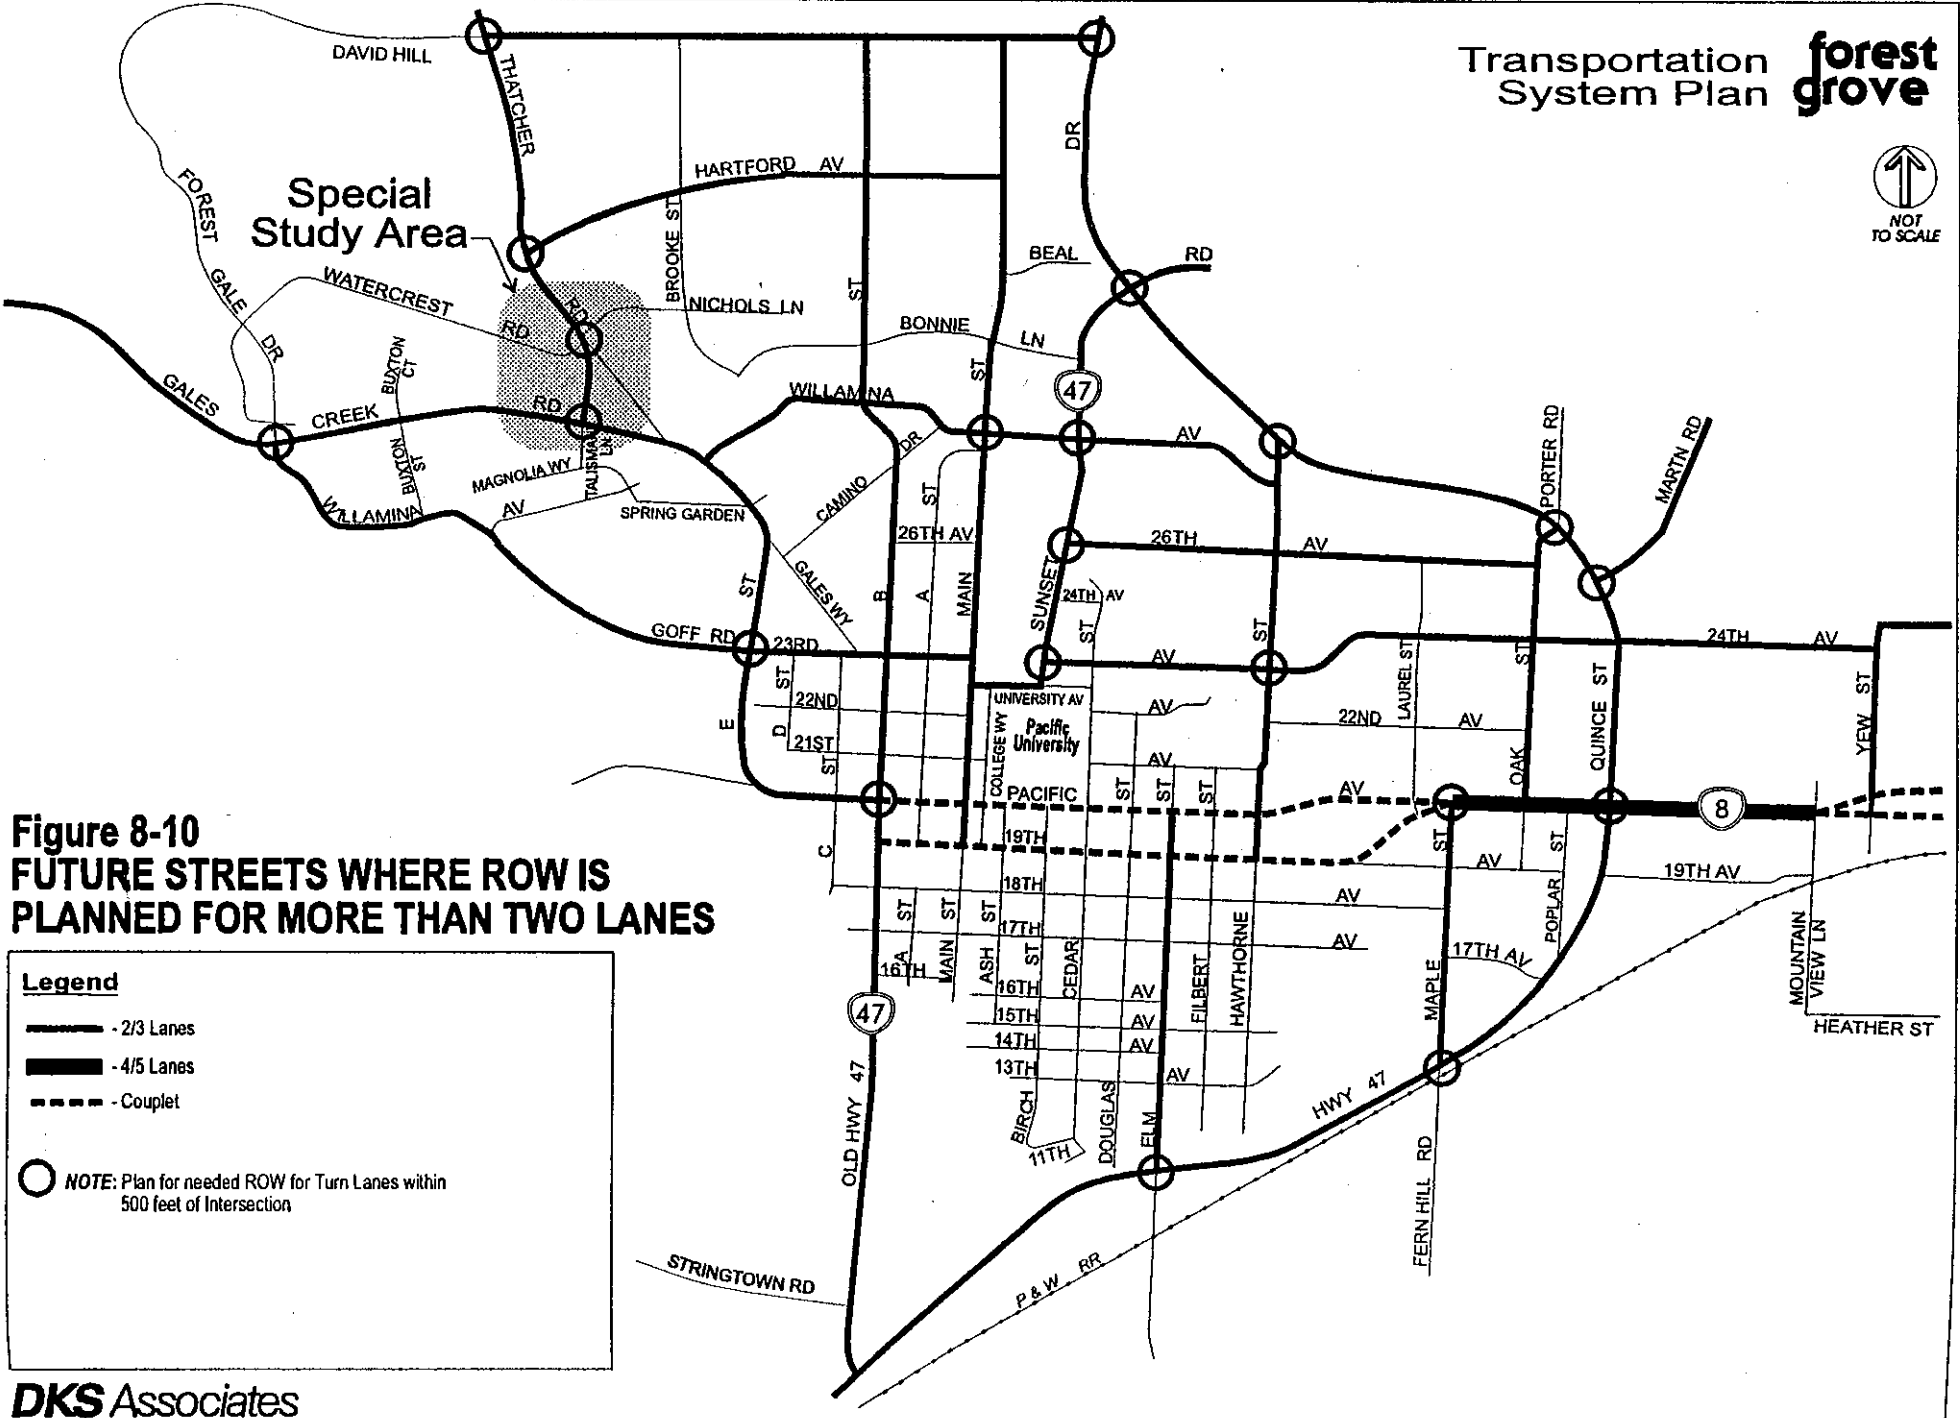 Transportation
System Plan
forest
grove
NOT
TO SCALE
DAVID HILL
THATCHER
RD
HARTFORD AV
Special
Study Area
FOREST
GALE
DR
WATERCREST
RD
BROOKE ST
NICHOLS LN
BONNIE
LN
BEAL
RD
DR
ST
ST
47
GALES
CREEK
RD
BUXTON
CT
BUXTON
ST
MAGNOLIA WY
TALISMAN
LN
WILLAMINA
AV
SPRING GARDEN
WILLAMINA
AV
CAMINO
DR
ST
26TH AV
GALES WY
ST
B
A
MAIN
SUNSET
26TH
AV
24TH AV
ST
ST
PORTER RD
MARTN RD
GOFF RD
23RD
AV
24TH
AV
LAUREL ST
ST
E
ST
D
22ND
21ST
ST
UNIVERSITY AV
COLLEGE WY
Pacific
University
AV
AV
22ND
AV
OAK
QUINCE ST
YEW ST
PACIFIC
AV
ST
ST
ST
8
19TH
AV
ST
ST
19TH AV
C
18TH
AV
17TH
AV
17TH AV
POPLAR
MAPLE
ST
A
16TH
ST
MAIN
ST
ASH
ST
CEDAR
FILBERT
HAWTHORNE
16TH
AV
15TH
AV
14TH
AV
13TH
AV
BIRCH
11TH
DOUGLAS
ELM
MOUNTAIN
VIEW LN
HEATHER ST
47
OLD HWY 47
HWY 47
FERN HILL RD
STRINGTOWN RD
P & W RR
Figure 8-10
FUTURE STREETS WHERE ROW IS
PLANNED FOR MORE THAN TWO LANES
Legend
- 2/3 Lanes
- 4/5 Lanes
- Couplet
NOTE: Plan for needed ROW for Turn Lanes within
500 feet of Intersection
DKS Associates